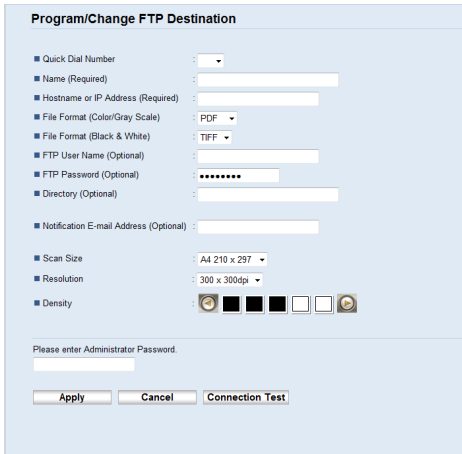 Program/Change FTP Destination
Quick Dial Number :
Name (Required) :
Hostname or IP Address (Required) :
File Format (Color/Gray Scale) : PDF
File Format (Black & White) : TIFF
FTP User Name (Optional) :
FTP Password (Optional) : ••••••••
Directory (Optional) :
Notification E-mail Address (Optional) :
Scan Size : A4 210 x 297
Resolution : 300 x 300dpi
Density :
Please enter Administrator Password.
Apply Cancel Connection Test